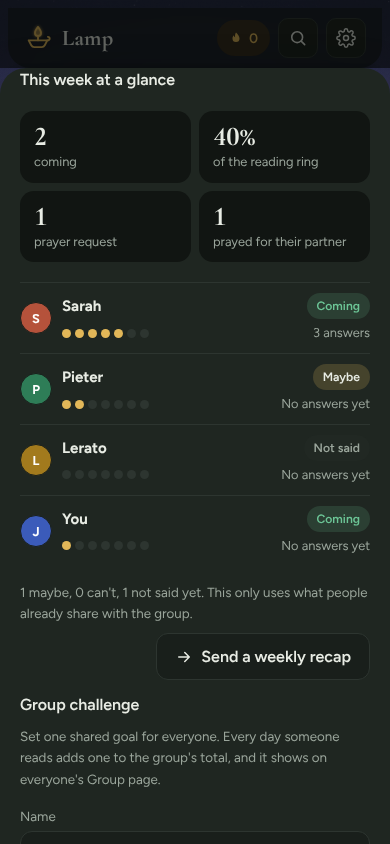 Lamp
0
This week at a glance
2
coming
40%
of the reading ring
1
prayer request
1
prayed for their partner
S
Sarah
Coming
3 answers
P
Pieter
Maybe
No answers yet
L
Lerato
Not said
No answers yet
J
You
Coming
No answers yet
1 maybe, 0 can't, 1 not said yet. This only uses what people
already share with the group.
→ Send a weekly recap
Group challenge
Set one shared goal for everyone. Every day someone
reads adds one to the group's total, and it shows on
everyone's Group page.
Name